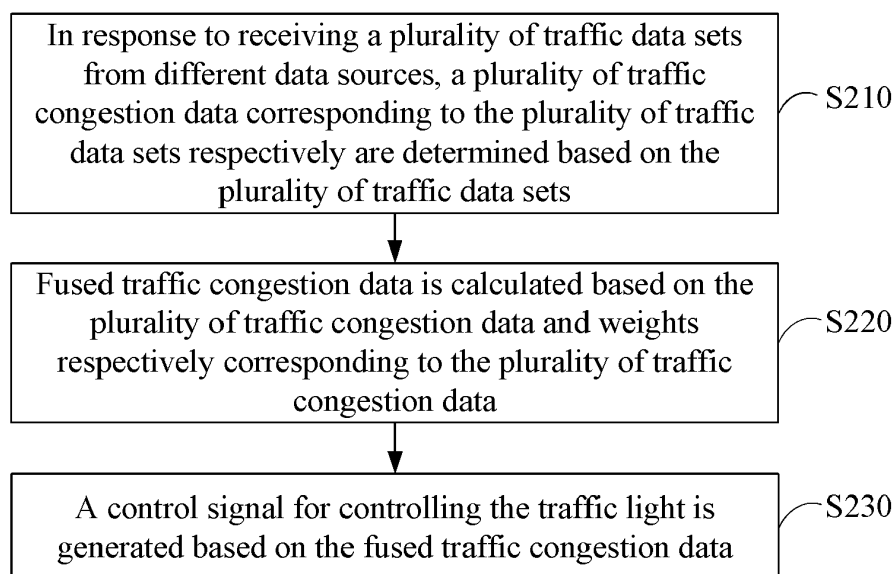 In response to receiving a plurality of traffic data sets
from different data sources, a plurality of traffic
congestion data corresponding to the plurality of traffic
data sets respectively are determined based on the
plurality of traffic data sets
S210
Fused traffic congestion data is calculated based on the
plurality of traffic congestion data and weights
respectively corresponding to the plurality of traffic
congestion data
S220
A control signal for controlling the traffic light is
generated based on the fused traffic congestion data
S230